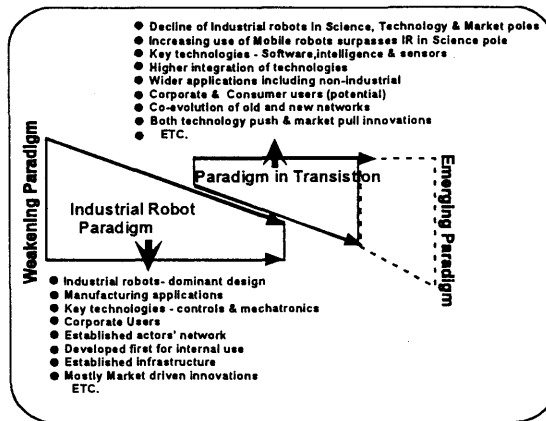 ● Decline of Industrial robots In Science, Technology & Market poles
● Increasing use of Mobile robots surpasses IR in Science pole
● Key technologies - Software,intelligence & sensors
● Higher integration of technologies
● Wider applications including non-industrial
● Corporate & Consumer users (potential)
● Co-evolution of old and new networks
● Both technology push & market pull innovations
● ETC.
Weakening Paradigm
Paradigm in Transistion
Emerging Paradigm
Industrial Robot
Paradigm
● Industrial robots- dominant design
● Manufacturing applications
● Key technologies - controls & mechatronics
● Corporate Users
● Established actors' network
● Developed first for internal use
● Established infrastructure
● Mostly Market driven innovations
ETC.